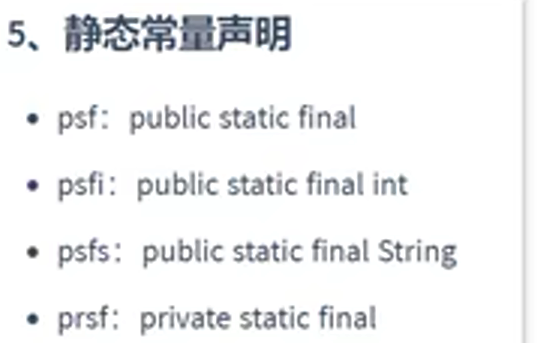 5、静态常量声明
• psf：public static final
• psfi：public static final int
• psfs：public static final String
• prsf：private static final